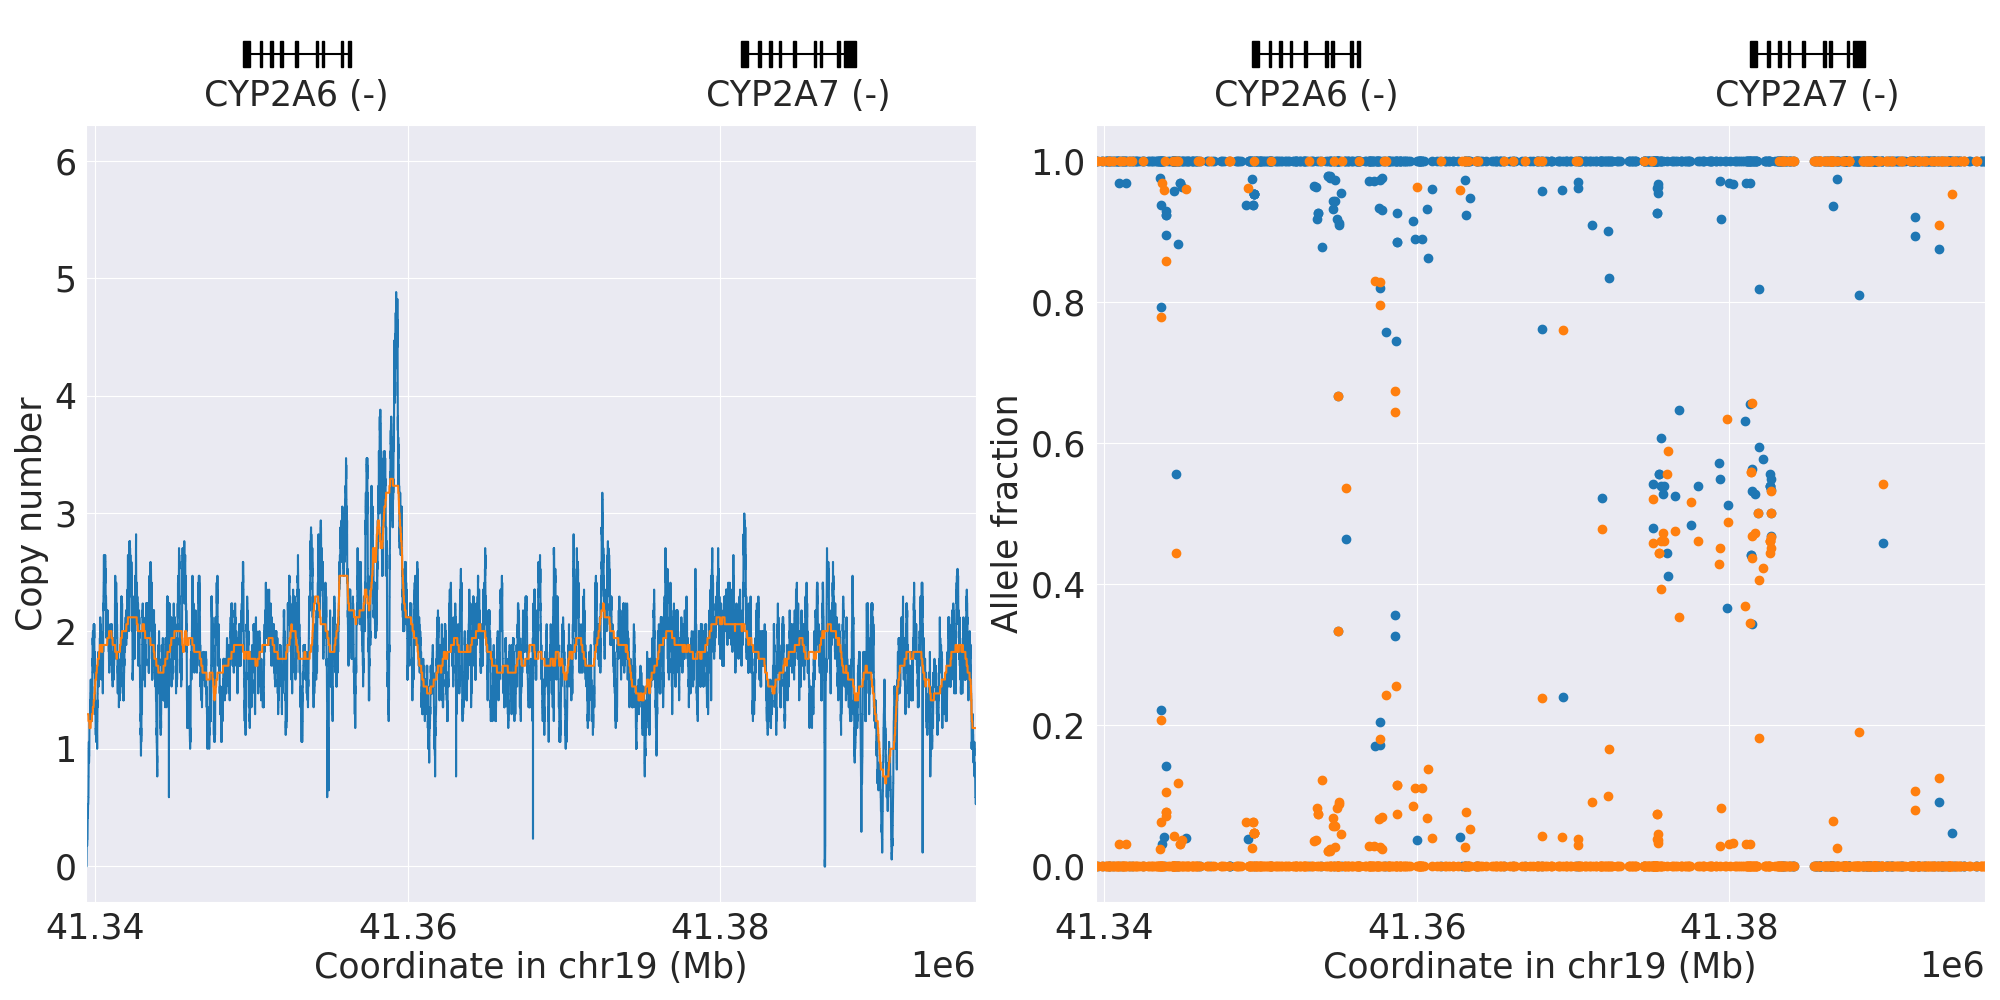 CYP2A6 (-)
CYP2A7 (-)
6
5
4
3
2
1
0
Copy number
41.34
41.36
41.38
Coordinate in chr19 (Mb)
1e6
CYP2A6 (-)
CYP2A7 (-)
1.0
0.8
0.6
0.4
0.2
0.0
Allele fraction
41.34
41.36
41.38
Coordinate in chr19 (Mb)
1e6